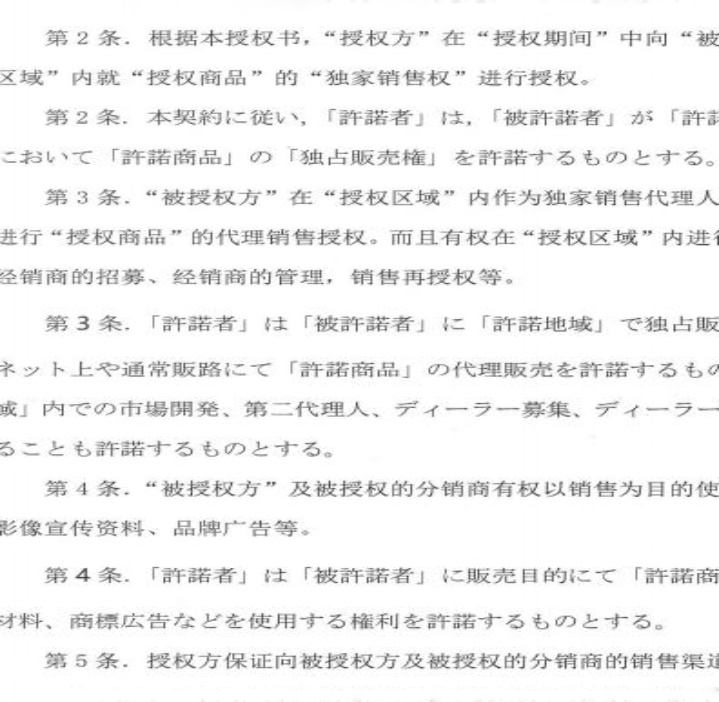 第２条．根据本授权书，“授权方”在“授权期间”中向“被
区域”内就“授权商品”的“独家销售权”进行授权。
第２条．本契約に従い，「許諾者」は，「被許諾者」が「許諾
において「許諾商品」の「独占販売権」を許諾するものとする。
第３条．“被授权方”在“授权区域”内作为独家销售代理人
进行“授权商品”的代理销售授权。而且有权在“授权区域”内进行
经销商的招募、经销商的管理，销售再授权等。
第３条．「許諾者」は「被許諾者」に「許諾地域」で独占販
ネット上や通常販路にて「許諾商品」の代理販売を許諾するもの
域」内での市場開発、第二代理人、ディーラー募集、ディーラー
ることも許諾するものとする。
第４条．“被授权方”及被授权的分销商有权以销售为目的使
影像宣传资料、品牌广告等。
第４条．「許諾者」は「被許諾者」に販売目的にて「許諾商
材料、商標広告などを使用する権利を許諾するものとする。
第５条．授权方保证向被授权方及被授权的分销商的销售渠道